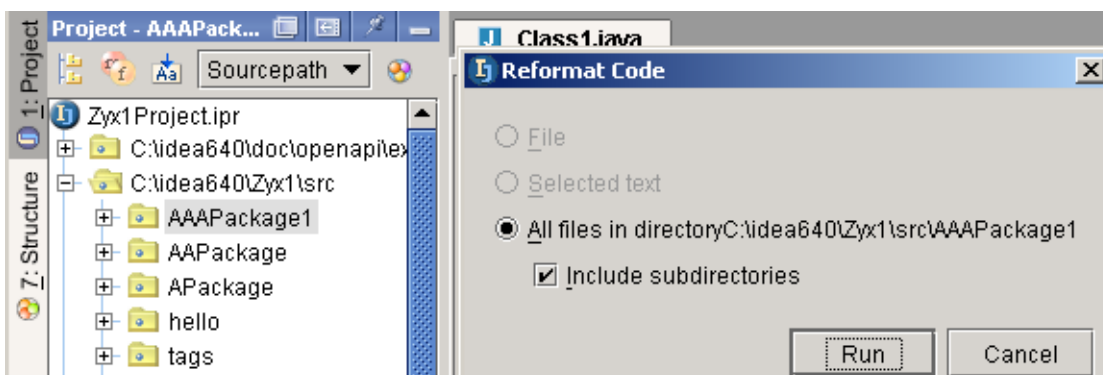 Project - AAAPack...
1: Project
Sourcepath
Zyx1Project.ipr
C:\idea640\doc\openapi\ex
C:\idea640\Zyx1\src
AAAPackage1
AAPackage
APackage
hello
tags
7: Structure
Class1.java
Reformat Code
File
Selected text
All files in directoryC:\idea640\Zyx1\src\AAAPackage1
Include subdirectories
Run
Cancel